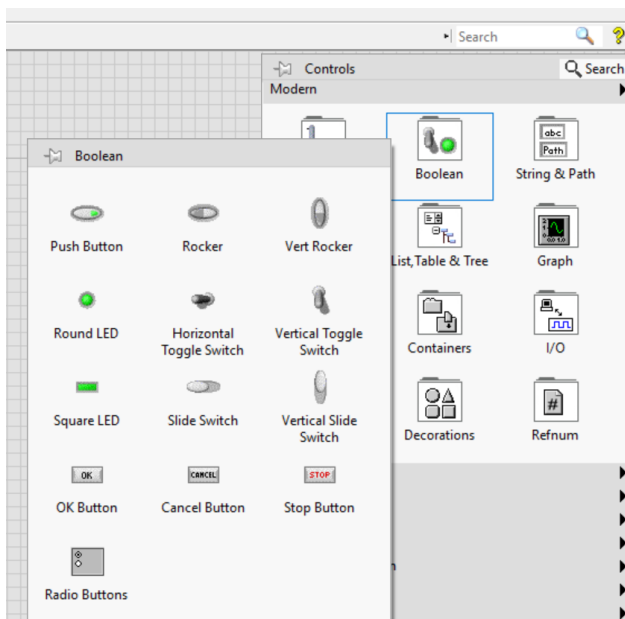 Search
?
Controls
Search
Modern
Boolean
1
abc
Path
Boolean
String & Path
Push Button
Rocker
Vert Rocker
List, Table & Tree
Graph
Round LED
Horizontal
Toggle Switch
Vertical Toggle
Switch
Containers
I/O
Square LED
Slide Switch
Vertical Slide
Switch
#
Decorations
Refnum
OK
CANCEL
STOP
OK Button
Cancel Button
Stop Button
Radio Buttons